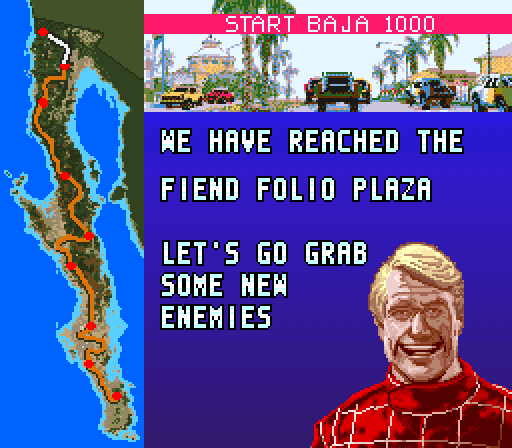 START BAJA 1000
WE HAVE REACHED THE
FIEND FOLIO PLAZA
LET'S GO GRAB
SOME NEW
ENEMIES